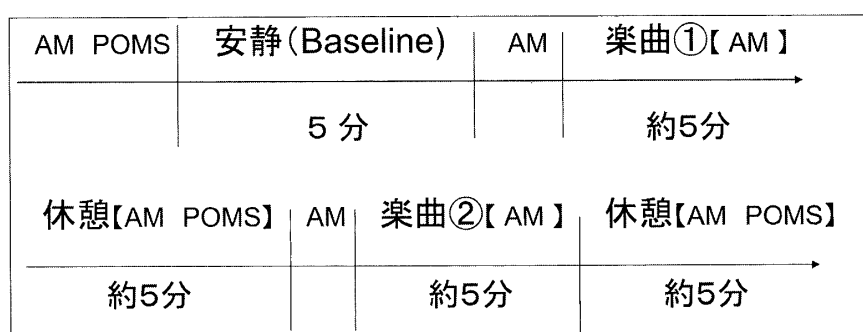 AM POMS 安静(Baseline) AM 楽曲①【AM】
5分 約5分
休憩【AM POMS】 AM 楽曲②【AM】 休憩【AM POMS】
約5分 約5分 約5分